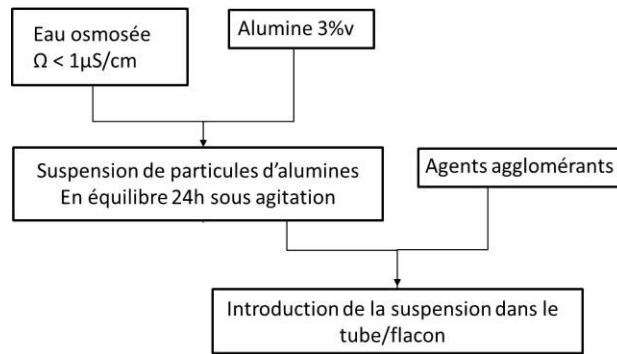 Eau osmosée
Ω < 1µS/cm
Alumine 3%v
Suspension de particules d'alumines
En équilibre 24h sous agitation
Agents agglomérants
Introduction de la suspension dans le
tube/flacon